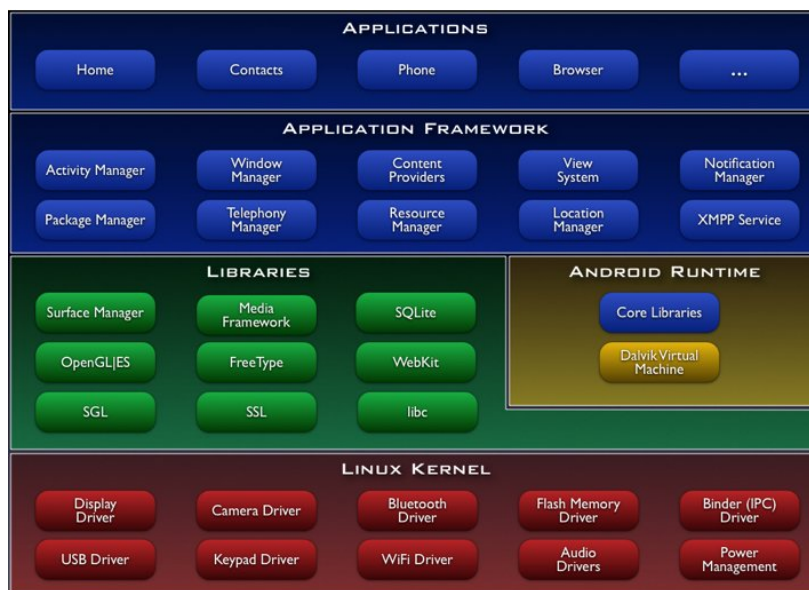 APPLICATIONS
Home
Contacts
Phone
Browser
...
APPLICATION FRAMEWORK
Activity Manager
Window
Manager
Content
Providers
View
System
Notification
Manager
Package Manager
Telephony
Manager
Resource
Manager
Location
Manager
XMPP Service
LIBRARIES
Surface Manager
Media
Framework
SQLite
OpenGL|ES
FreeType
WebKit
SGL
SSL
libc
ANDROID RUNTIME
Core Libraries
Dalvik Virtual
Machine
LINUX KERNEL
Display
Driver
Camera Driver
Bluetooth
Driver
Flash Memory
Driver
Binder (IPC)
Driver
USB Driver
Keypad Driver
WiFi Driver
Audio
Drivers
Power
Management